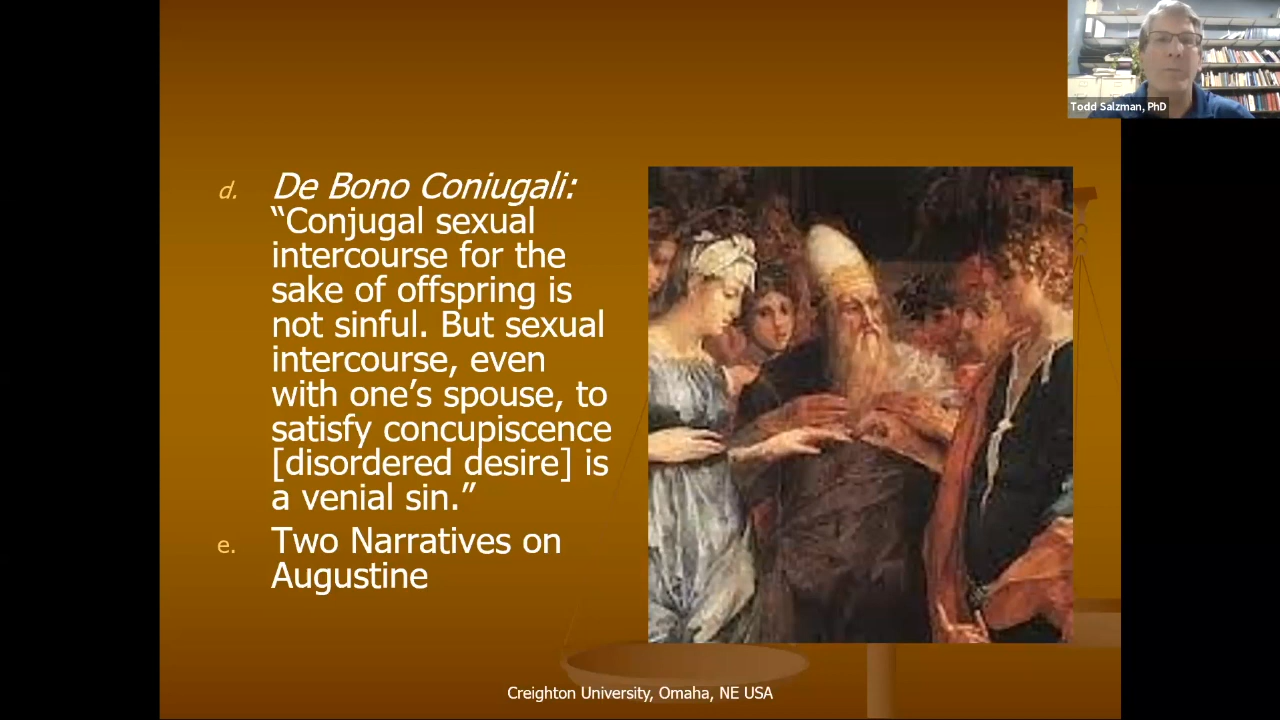 Todd Salzman, PhD
d. De Bono Coniugali:
“Conjugal sexual
intercourse for the
sake of offspring is
not sinful. But sexual
intercourse, even
with one’s spouse, to
satisfy concupiscence
[disordered desire] is
a venial sin.”
e. Two Narratives on
Augustine
Creighton University, Omaha, NE USA